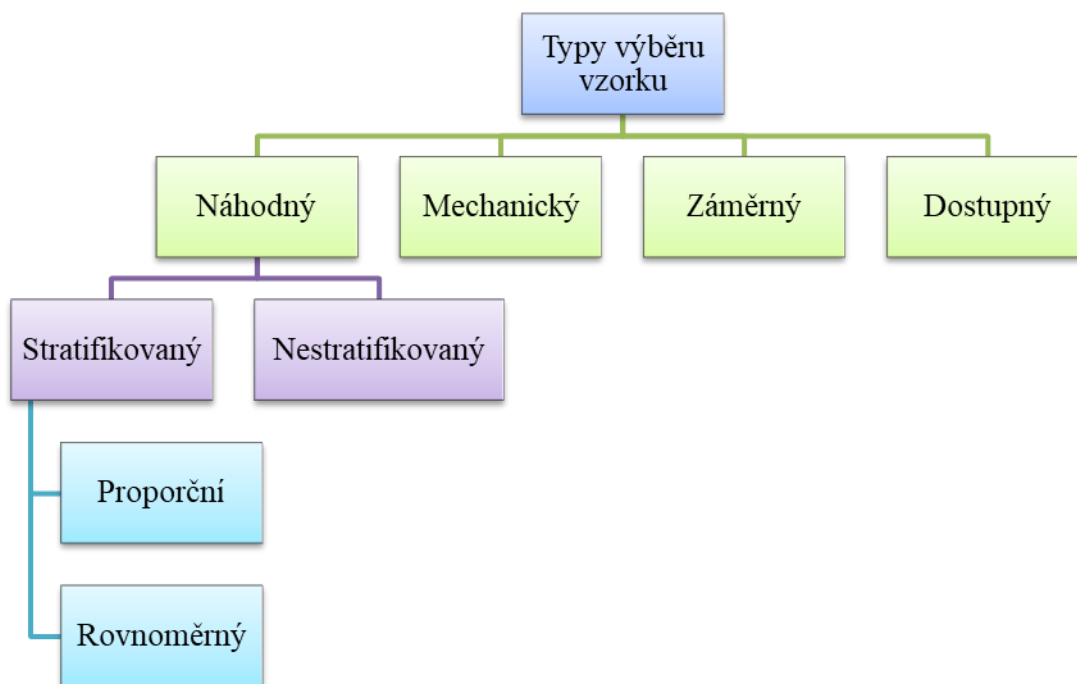 Typy výběru
vzorku
Náhodný
Mechanický
Záměrný
Dostupný
Stratifikovaný
Nestratifikovaný
Proporční
Rovnoměrný